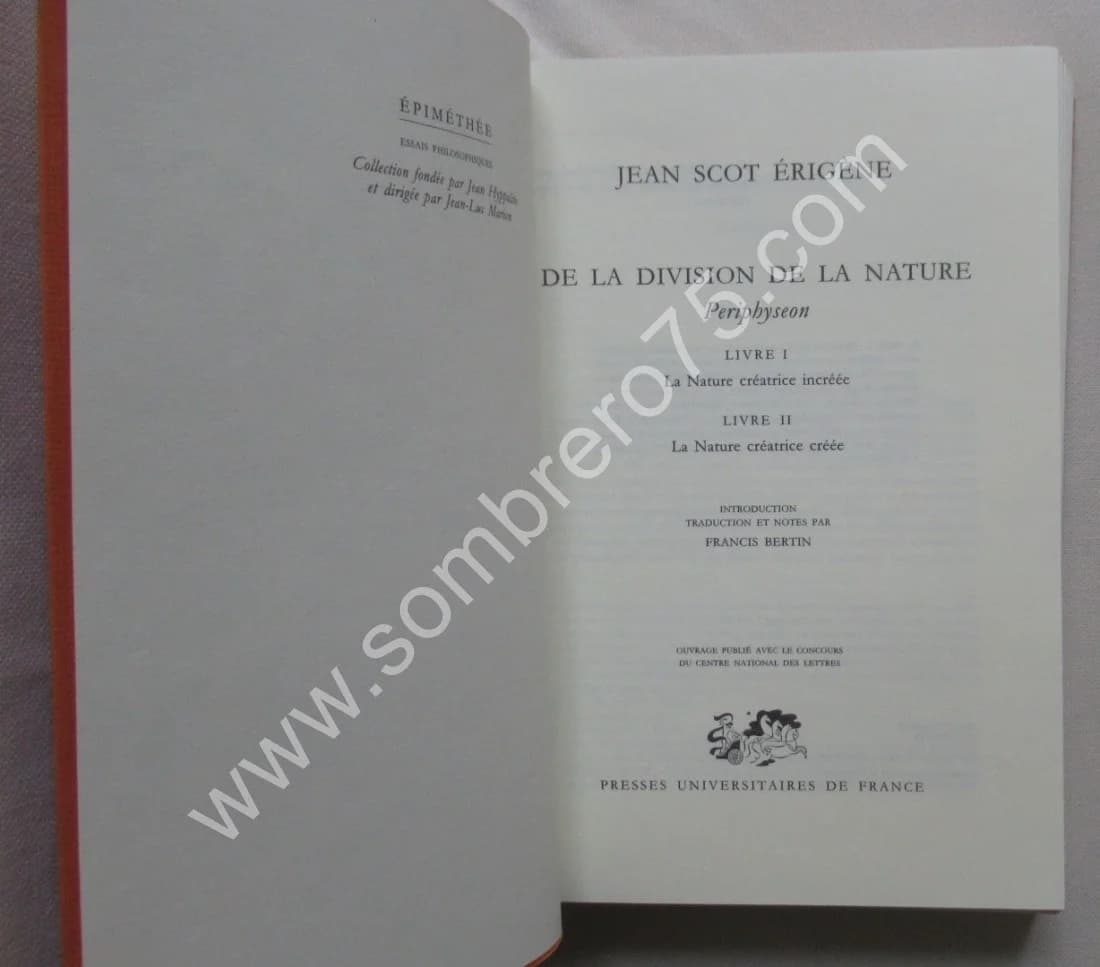 ÉPIMÉTHÉE
ESSAIS PHILOSOPHIQUES
Collection fondée par Jean Hyppolite
et dirigée par Jean-Luc Marion
JEAN SCOT ÉRIGÈNE
DE LA DIVISION DE LA NATURE
Periphyseon
LIVRE I
La Nature créatrice incréée
LIVRE II
La Nature créatrice créée
INTRODUCTION
TRADUCTION ET NOTES PAR
FRANCIS BERTIN
OUVRAGE PUBLIÉ AVEC LE CONCOURS
DU CENTRE NATIONAL DES LETTRES
PRESSES UNIVERSITAIRES DE FRANCE
www.sombrero75.com